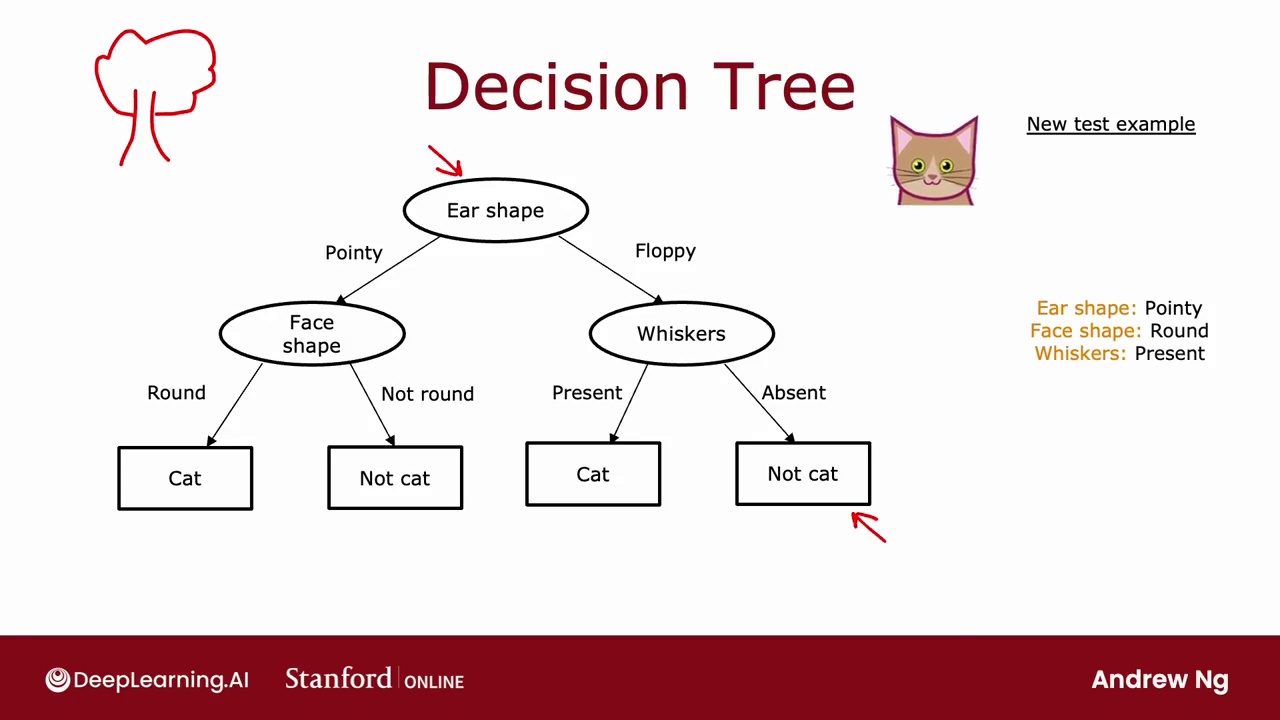 Decision Tree
New test example
Ear shape
Pointy
Floppy
Face
shape
Whiskers
Ear shape: Pointy
Face shape: Round
Whiskers: Present
Round
Not round
Present
Absent
Cat
Not cat
Cat
Not cat
DeepLearning.AI
Stanford | ONLINE
Andrew Ng